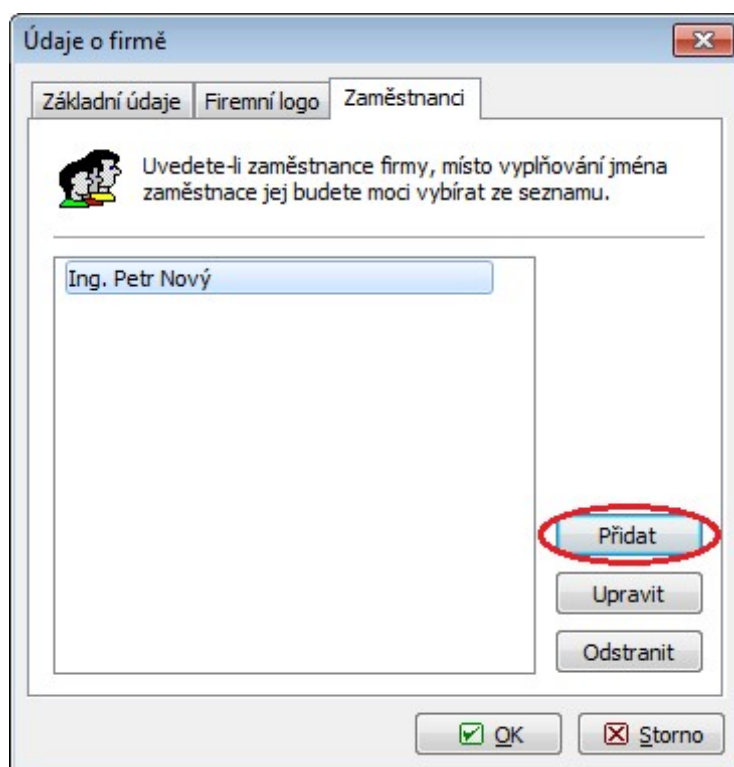 Údaje o firmě
Základní údaje Firemní logo Zaměstnanci
Uvedete-li zaměstnance firmy, místo vyplňování jména
zaměstnace jej budete moci vybírat ze seznamu.
Ing. Petr Nový
Přidat
Upravit
Odstranit
OK Storno